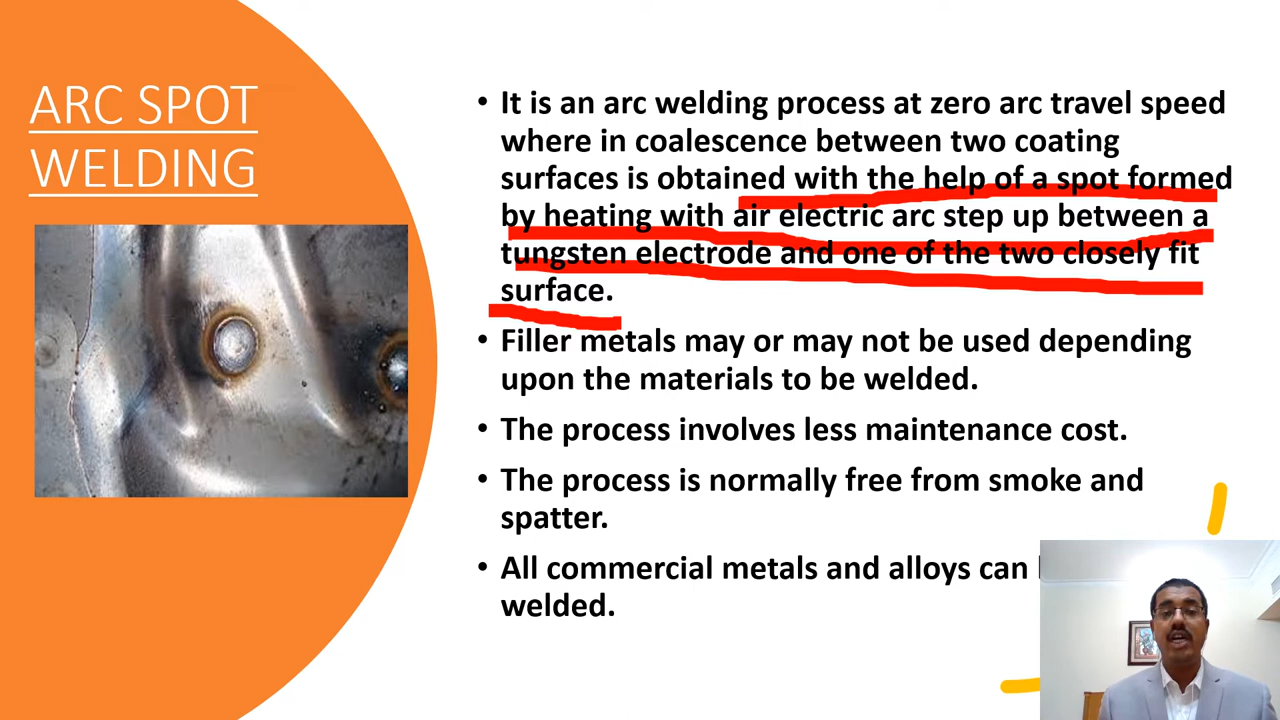 ARC SPOT
WELDING
• It is an arc welding process at zero arc travel speed
where in coalescence between two coating
surfaces is obtained with the help of a spot formed
by heating with air electric arc step up between a
tungsten electrode and one of the two closely fit
surface.
• Filler metals may or may not be used depending
upon the materials to be welded.
• The process involves less maintenance cost.
• The process is normally free from smoke and
spatter.
• All commercial metals and alloys can
welded.